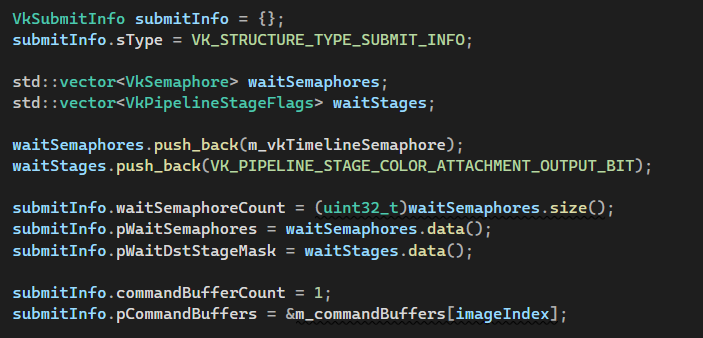 VkSubmitInfo submitInfo = {};
submitInfo.sType = VK_STRUCTURE_TYPE_SUBMIT_INFO;
std::vector<VkSemaphore> waitSemaphores;
std::vector<VkPipelineStageFlags> waitStages;
waitSemaphores.push_back(m_vkTimelineSemaphore);
waitStages.push_back(VK_PIPELINE_STAGE_COLOR_ATTACHMENT_OUTPUT_BIT);
submitInfo.waitSemaphoreCount = (uint32_t)waitSemaphores.size();
submitInfo.pWaitSemaphores = waitSemaphores.data();
submitInfo.pWaitDstStageMask = waitStages.data();
submitInfo.commandBufferCount = 1;
submitInfo.pCommandBuffers = &m_commandBuffers[imageIndex];